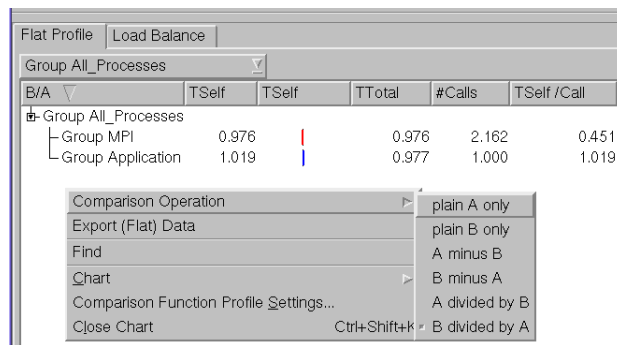 Flat Profile Load Balance
Group All_Processes
B/A TSelf TSelf TTotal #Calls TSelf /Call
Group All_Processes
Group MPI 0.976 0.976 2.162 0.451
Group Application 1.019 0.977 1.000 1.019
Comparison Operation
Export (Flat) Data
Find
Chart
Comparison Function Profile Settings...
Close Chart Ctrl+Shift+K
plain A only
plain B only
A minus B
B minus A
A divided by B
B divided by A